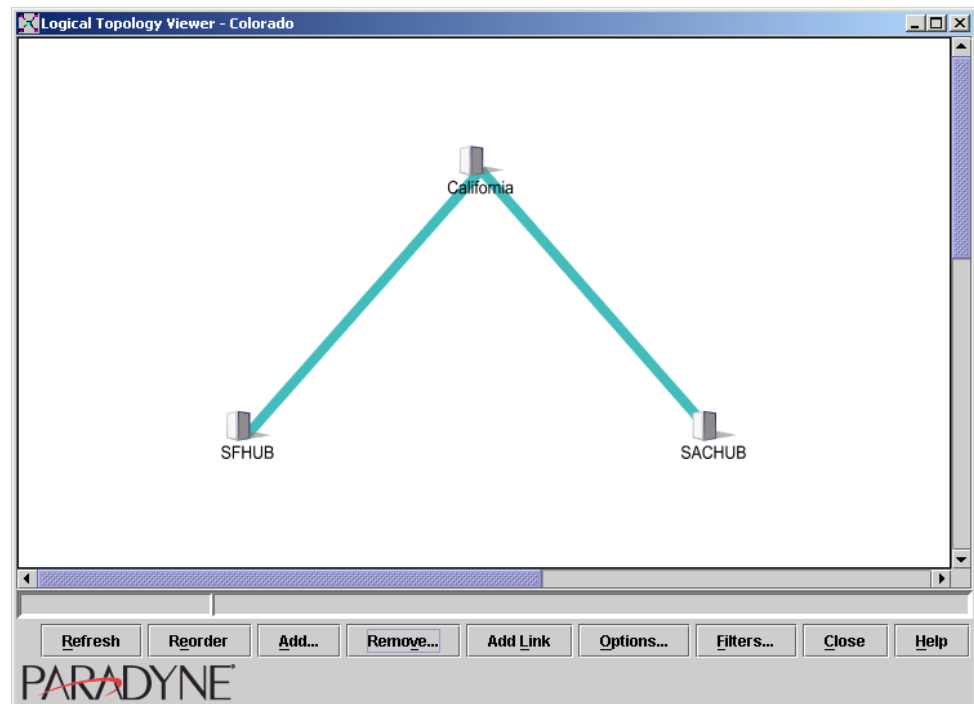 Logical Topology Viewer - Colorado
California
SFHUB
SACHUB
Refresh Reorder Add... Remove... Add Link Options... Filters... Close Help
PARADYNE®